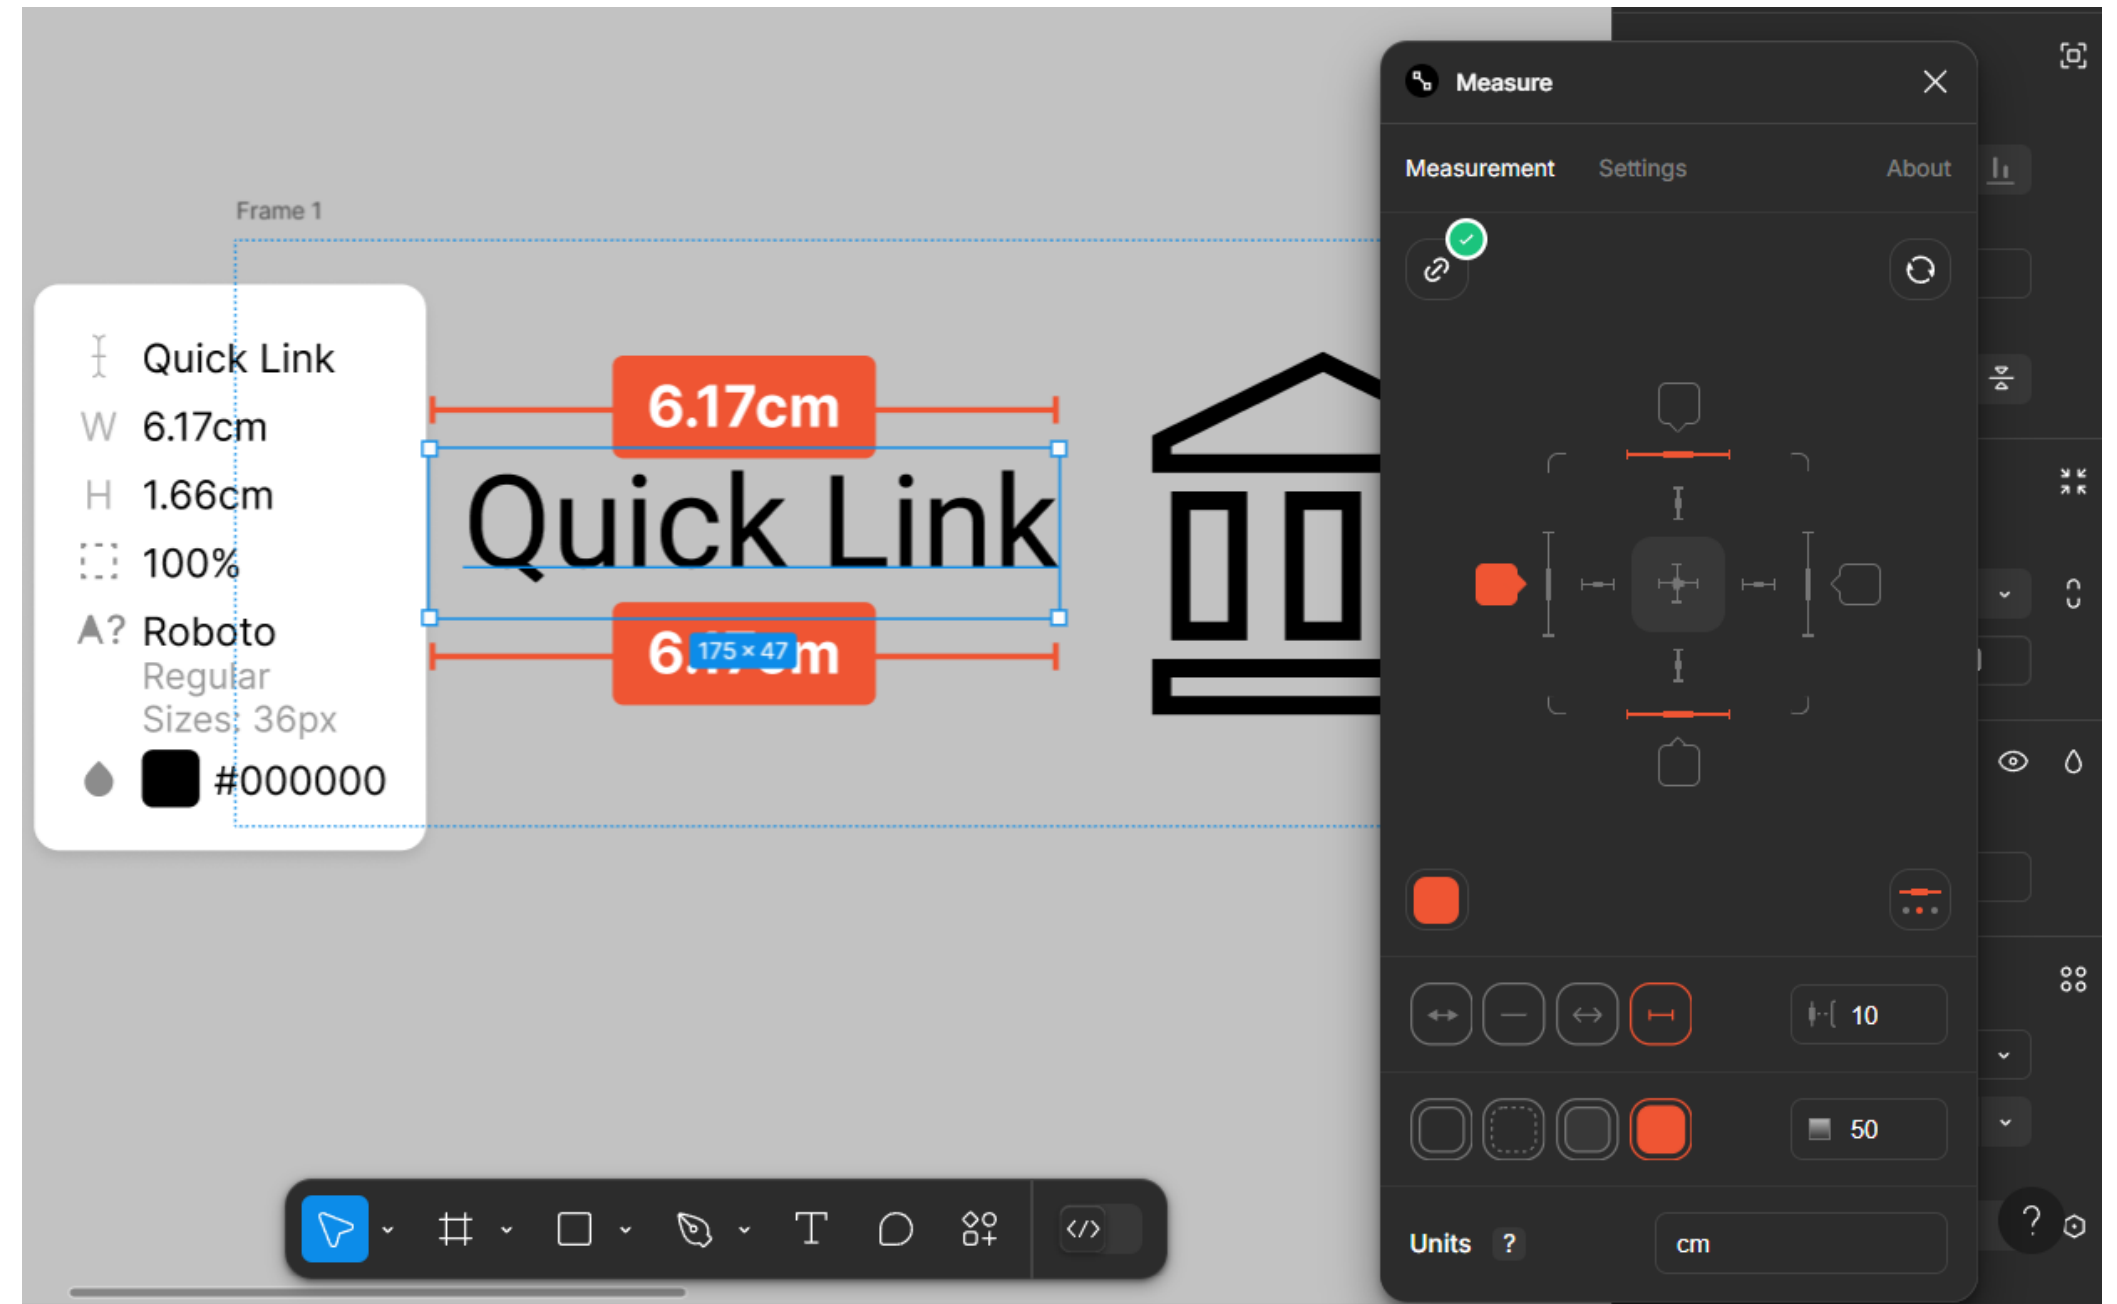 Measure
Measurement
Settings
About
Frame 1
Quick Link
W 6.17cm
H 1.66cm
100%
A? Roboto
Regular
Sizes: 36px
#000000
6.17cm
Quick Link
175 × 47
10
50
Units ?
cm
?